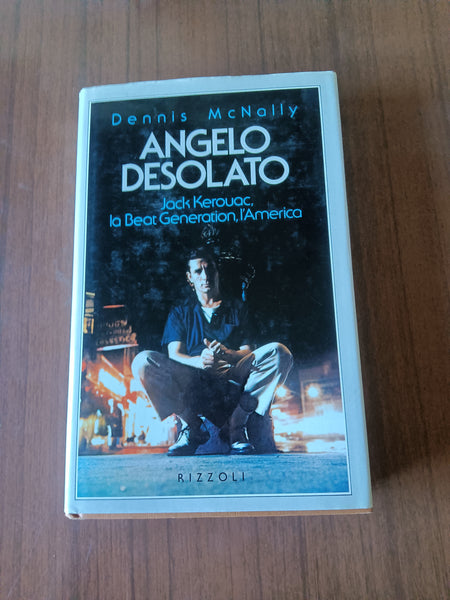 Dennis McNally
ANGELO
DESOLATO
Jack Kerouac,
la Beat Generation, l'America
RIZZOLI